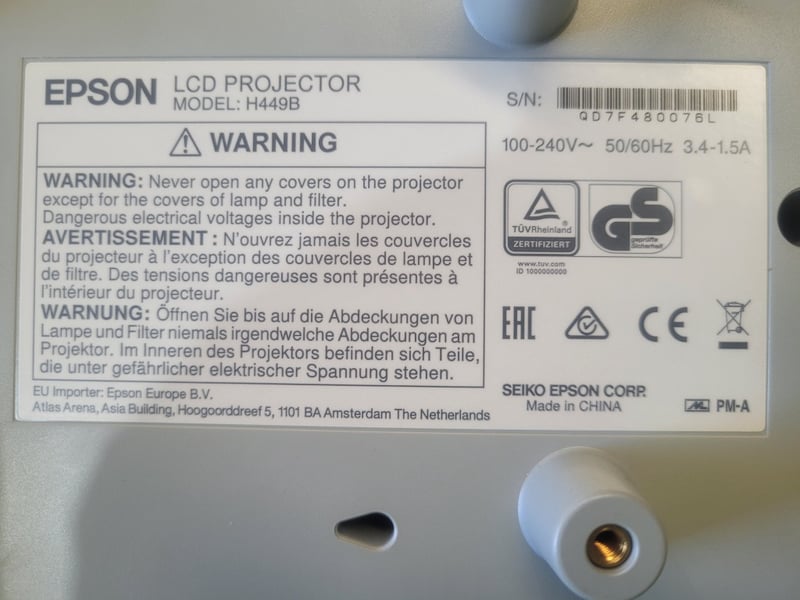 EPSON LCD PROJECTOR
MODEL: H449B
S/N:
QD7F480076L
100-240V~ 50/60Hz 3.4-1.5A
WARNING
WARNING: Never open any covers on the projector
except for the covers of lamp and filter.
Dangerous electrical voltages inside the projector.
AVERTISSEMENT : N'ouvrez jamais les couvercles
du projecteur à l'exception des couvercles de lampe et
de filtre. Des tensions dangereuses sont présentes à
l'intérieur du projecteur.
WARNUNG: Öffnen Sie bis auf die Abdeckungen von
Lampe und Filter niemals irgendwelche Abdeckungen am
Projektor. Im Inneren des Projektors befinden sich Teile,
die unter gefährlicher elektrischer Spannung stehen.
EU Importer: Epson Europe B.V.
Atlas Arena, Asia Building, Hoogoorddreef 5, 1101 BA Amsterdam The Netherlands
TÜVRheinland
ZERTIFIZIERT
GS
geprüfte
Sicherheit
www.tuv.com
ID 1000000000
EAC
CE
SEIKO EPSON CORP.
Made in CHINA
PM-A